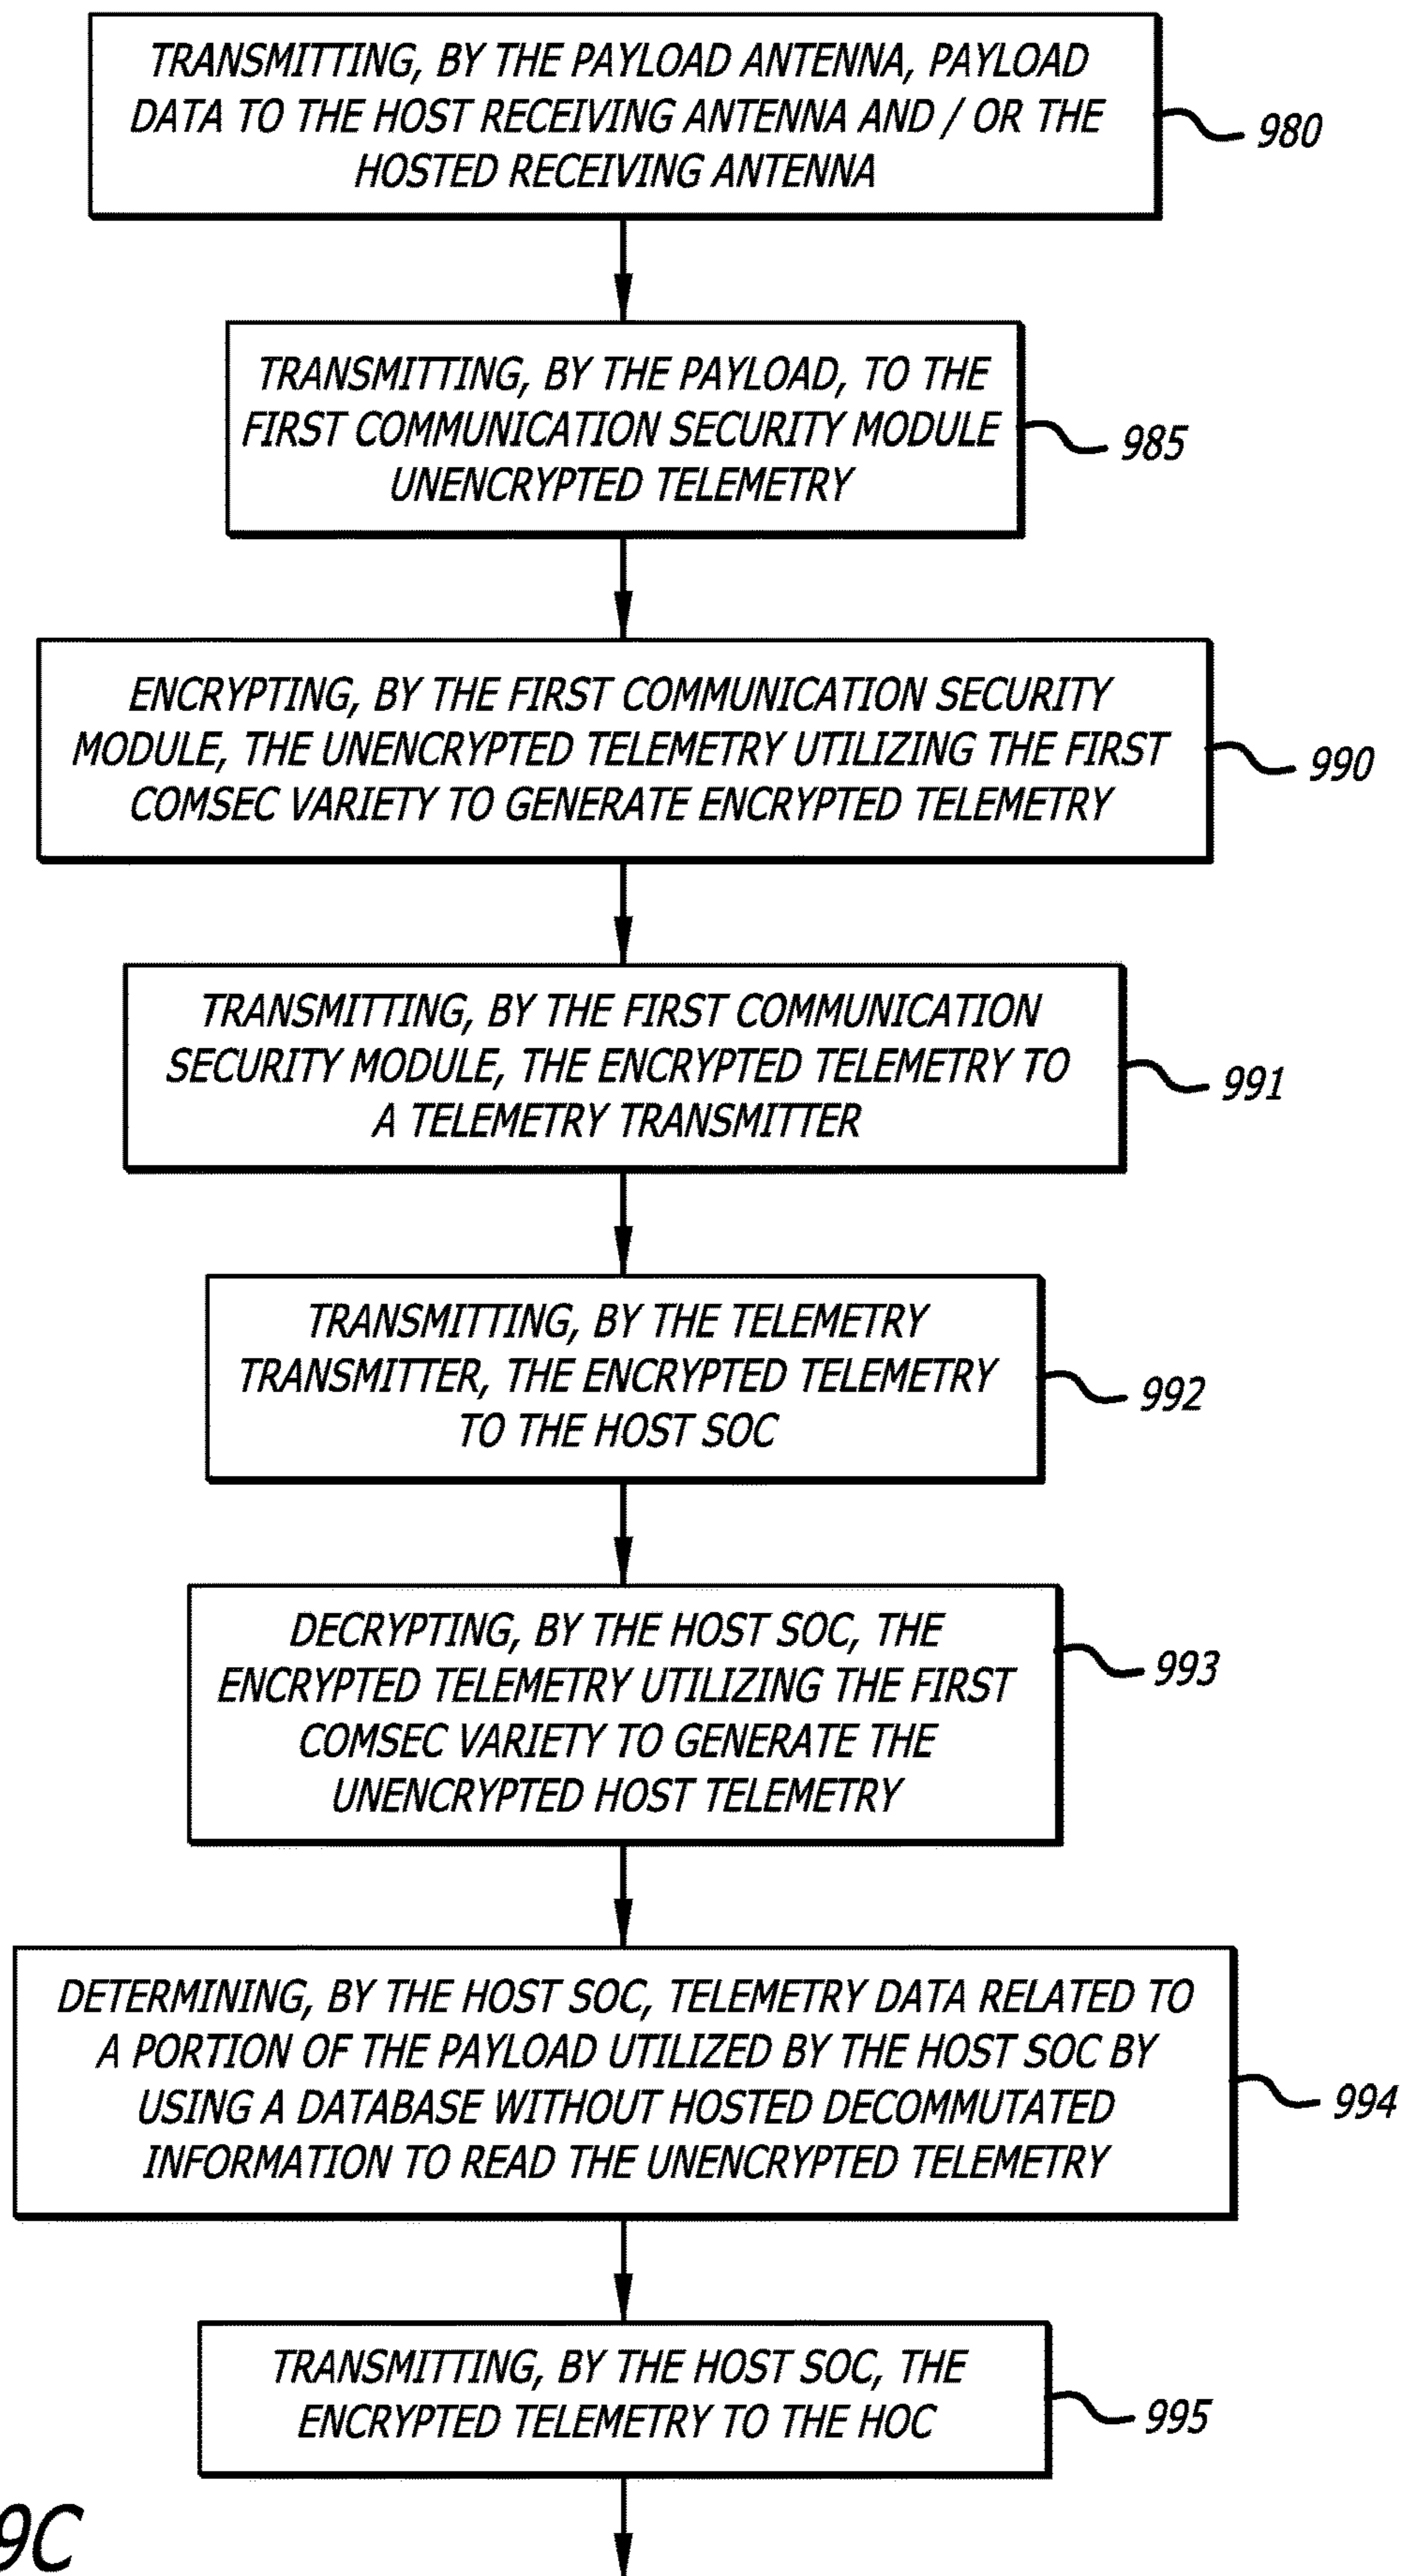 TRANSMITTING, BY THE PAYLOAD ANTENNA, PAYLOAD
DATA TO THE HOST RECEIVING ANTENNA AND / OR THE
HOSTED RECEIVING ANTENNA
980
TRANSMITTING, BY THE PAYLOAD, TO THE
FIRST COMMUNICATION SECURITY MODULE
UNENCRYPTED TELEMETRY
985
ENCRYPTING, BY THE FIRST COMMUNICATION SECURITY
MODULE, THE UNENCRYPTED TELEMETRY UTILIZING THE FIRST
COMSEC VARIETY TO GENERATE ENCRYPTED TELEMETRY
990
TRANSMITTING, BY THE FIRST COMMUNICATION
SECURITY MODULE, THE ENCRYPTED TELEMETRY TO
A TELEMETRY TRANSMITTER
991
TRANSMITTING, BY THE TELEMETRY
TRANSMITTER, THE ENCRYPTED TELEMETRY
TO THE HOST SOC
992
DECRYPTING, BY THE HOST SOC, THE
ENCRYPTED TELEMETRY UTILIZING THE FIRST
COMSEC VARIETY TO GENERATE THE
UNENCRYPTED HOST TELEMETRY
993
DETERMINING, BY THE HOST SOC, TELEMETRY DATA RELATED TO
A PORTION OF THE PAYLOAD UTILIZED BY THE HOST SOC BY
USING A DATABASE WITHOUT HOSTED DECOMMUTATED
INFORMATION TO READ THE UNENCRYPTED TELEMETRY
994
TRANSMITTING, BY THE HOST SOC, THE
ENCRYPTED TELEMETRY TO THE HOC
995
9C